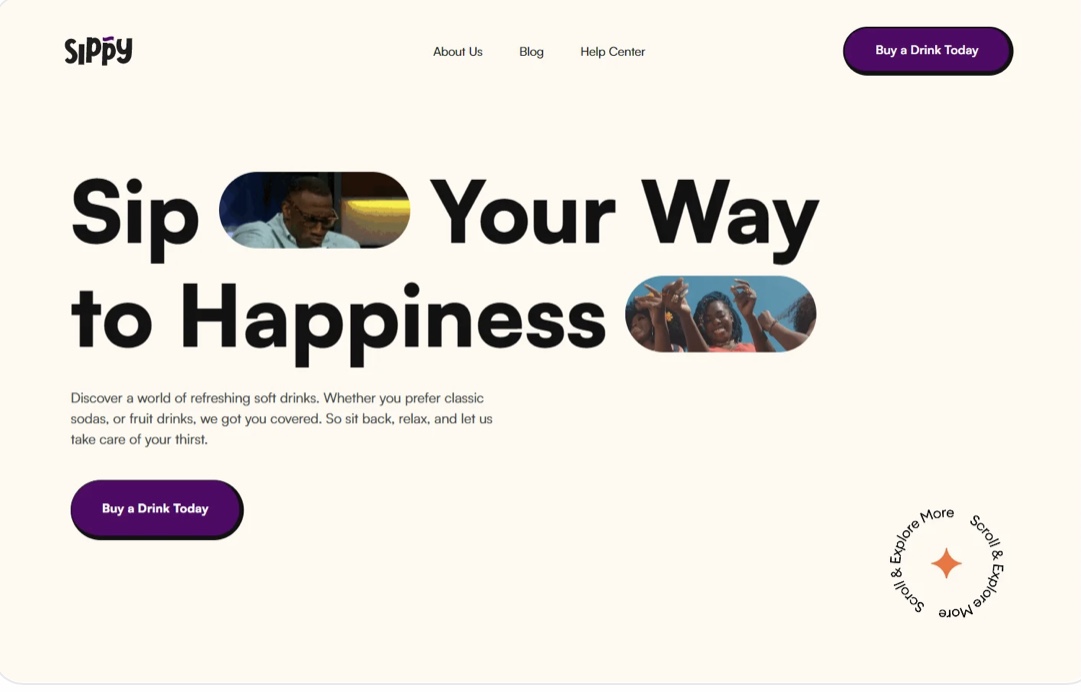 Sippy
About Us
Blog
Help Center
Buy a Drink Today
Sip Your Way
to Happiness
Discover a world of refreshing soft drinks. Whether you prefer classic
sodas, or fruit drinks, we got you covered. So sit back, relax, and let us
take care of your thirst.
Buy a Drink Today
Scroll & Explore More
Scroll & Explore More